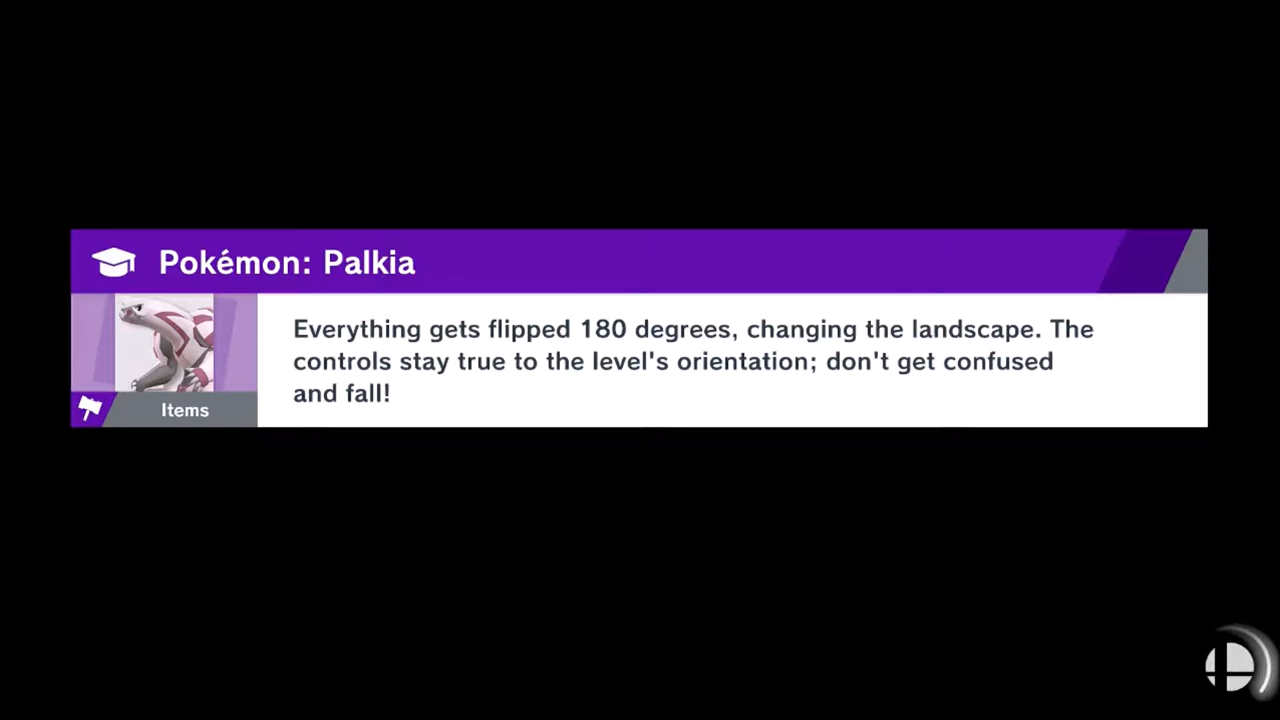 Pokémon: Palkia
Everything gets flipped 180 degrees, changing the landscape. The
controls stay true to the level's orientation; don't get confused
and fall!
Items